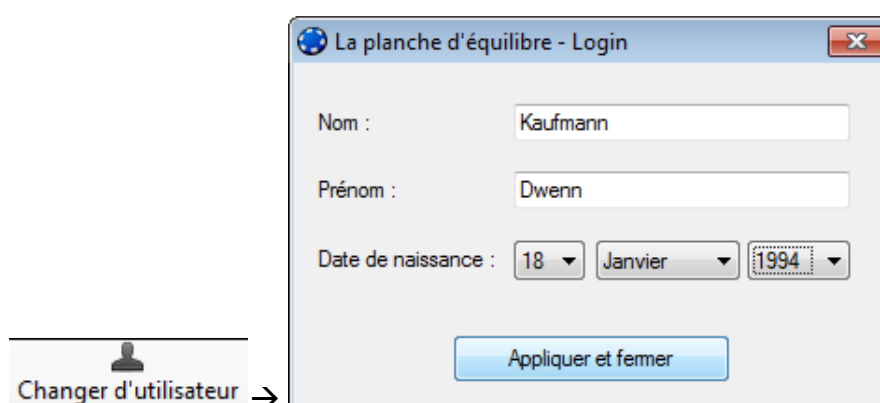 La planche d'équilibre - Login
Nom : Kaufmann
Prénom : Dwenn
Date de naissance : 18 Janvier 1994
Appliquer et fermer
Changer d'utilisateur →